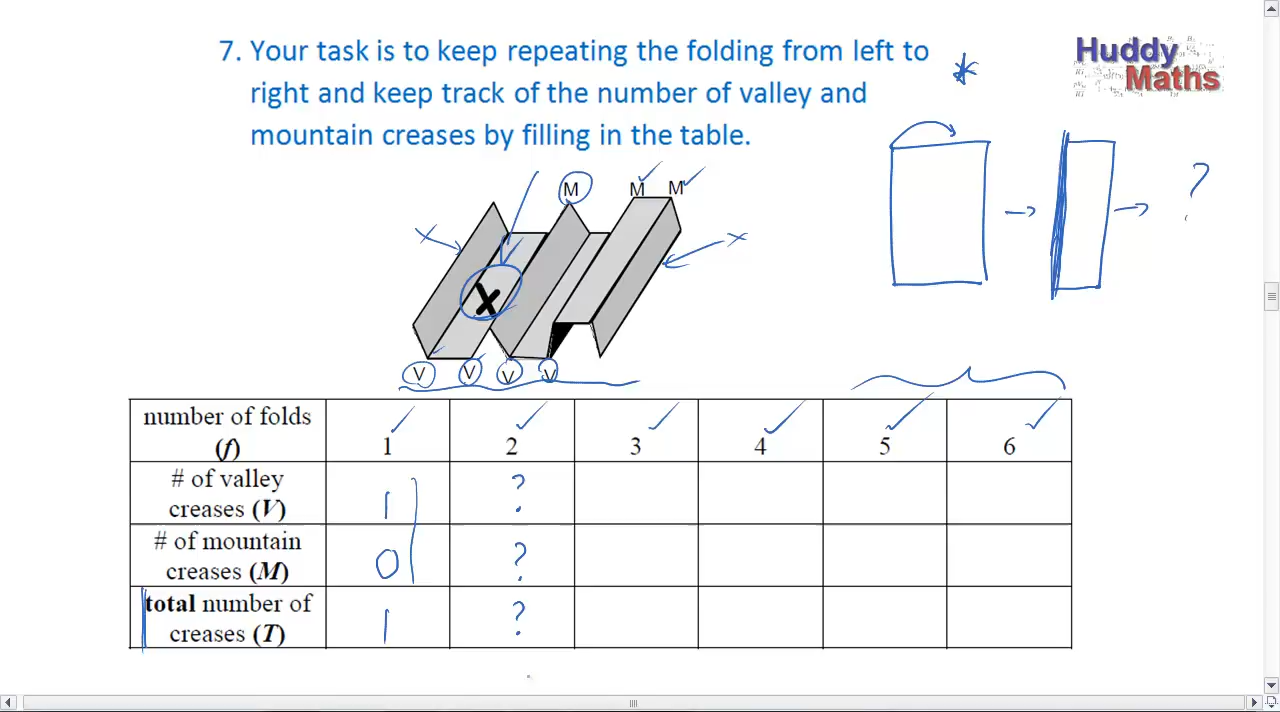 7. Your task is to keep repeating the folding from left to
right and keep track of the number of valley and
mountain creases by filling in the table.
*
Huddy
Maths
?
M M M
X X
X
V V V V
number of folds
(f) 1 2 3 4 5 6
# of valley
creases (V) 1 ?
# of mountain
creases (M) 0 ?
total number of
creases (T) 1 ?